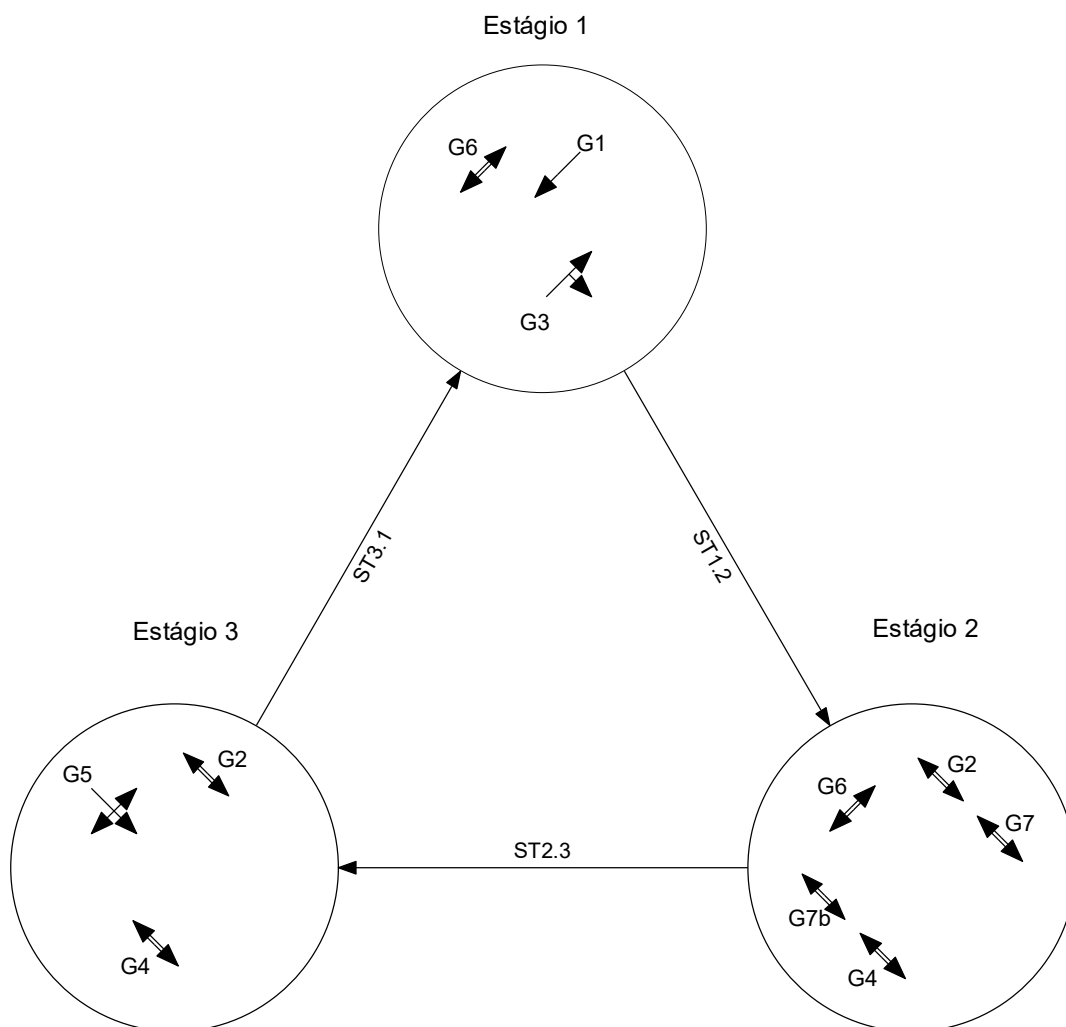 Estágio 1
G6
G1
G3
ST3.1
ST1.2
Estágio 3
Estágio 2
G5
G2
G4
ST2.3
G6
G2
G7
G7b
G4